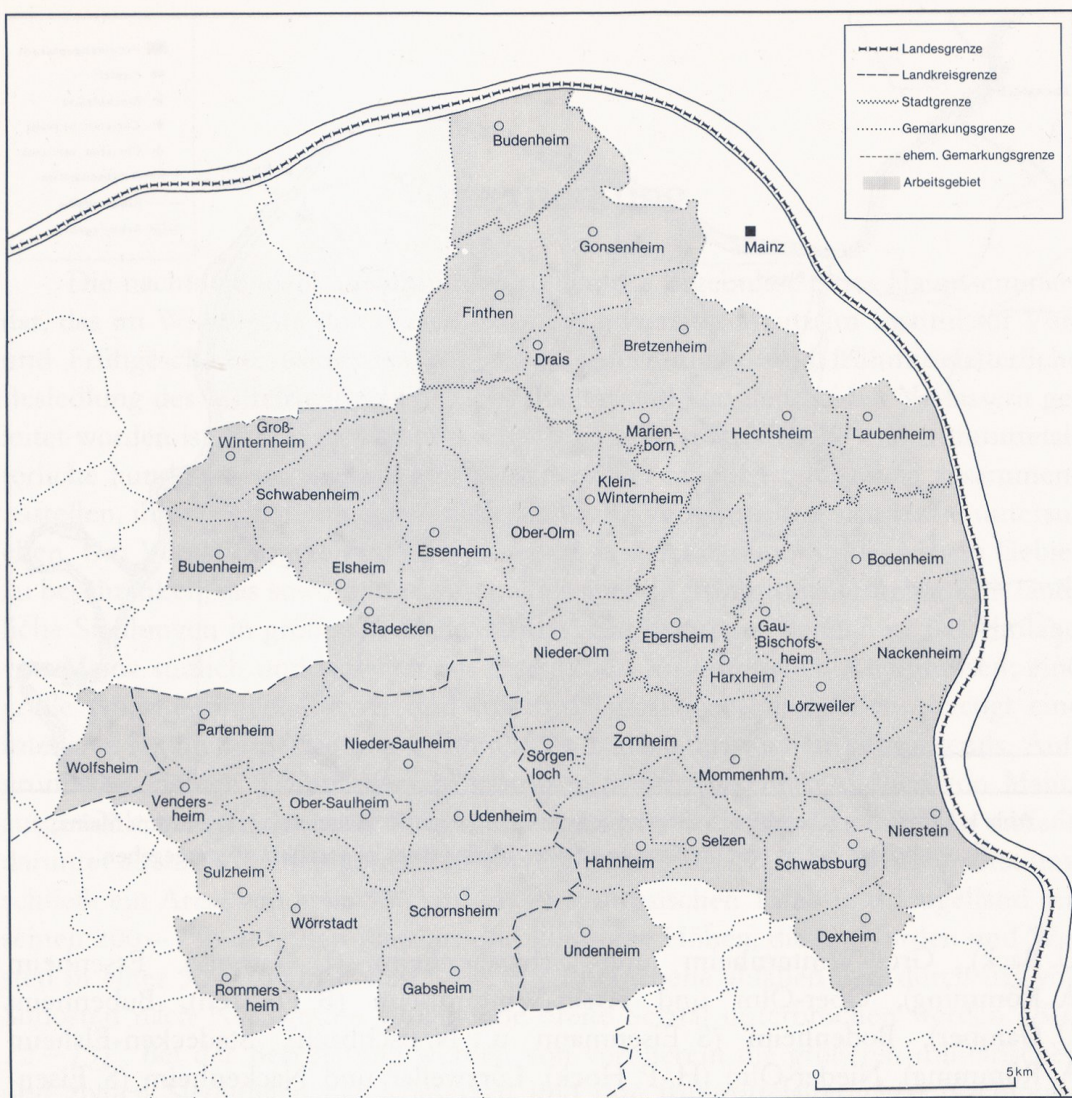 Landesgrenze
Landkreisgrenze
Stadtgrenze
Gemarkungsgrenze
ehem. Gemarkungsgrenze
Arbeitsgebiet
Budenheim
Gonsenheim
Mainz
Finthen
Drais
Bretzenheim
Groß-
Winternheim
Marien-
born
Hechtsheim
Laubenheim
Schwabenheim
Klein-
Winternheim
Ober-Olm
Essenheim
Bubenheim
Elsheim
Bodenheim
Stadecken
Nieder-Olm
Ebersheim
Gau-
Bischofs-
heim
Nackenheim
Harxheim
Lörzweiler
Partenheim
Nieder-Saulheim
Sörgen-
loch
Zornheim
Wolfsheim
Mommenhm.
Venders-
heim
Ober-Saulheim
Udenheim
Nierstein
Hahnheim
Selzen
Schwabsburg
Sulzheim
Wörrstadt
Schornsheim
Undenheim
Dexheim
Rommers
heim
Gabsheim
0 5 km